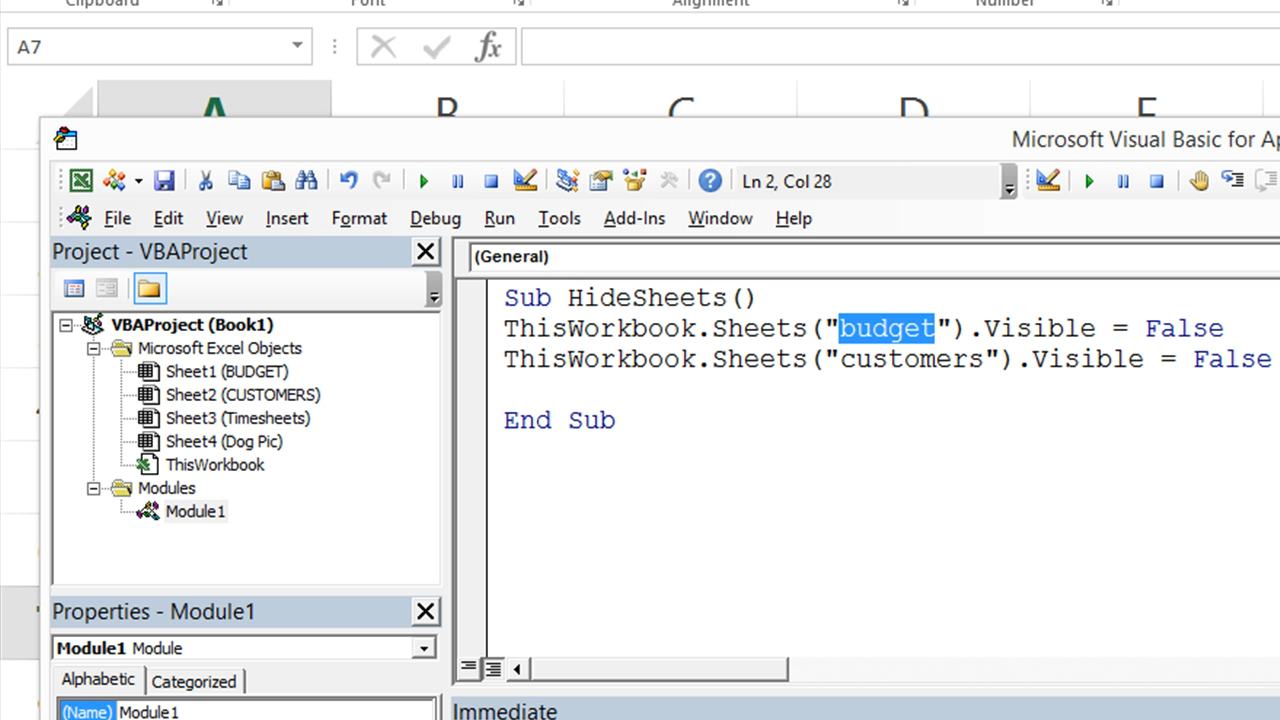 Clipboard Font Alignment Number
A7 fx
A B C D E
Microsoft Visual Basic for Ap
Ln 2, Col 28
File Edit View Insert Format Debug Run Tools Add-Ins Window Help
Project - VBAProject
(General)
VBAProject (Book1)
Microsoft Excel Objects
Sheet1 (BUDGET)
Sheet2 (CUSTOMERS)
Sheet3 (Timesheets)
Sheet4 (Dog Pic)
ThisWorkbook
Modules
Module1
Sub HideSheets()
ThisWorkbook.Sheets("budget").Visible = False
ThisWorkbook.Sheets("customers").Visible = False
End Sub
Properties - Module1
Module1 Module
Alphabetic Categorized
(Name) Module1
Immediate